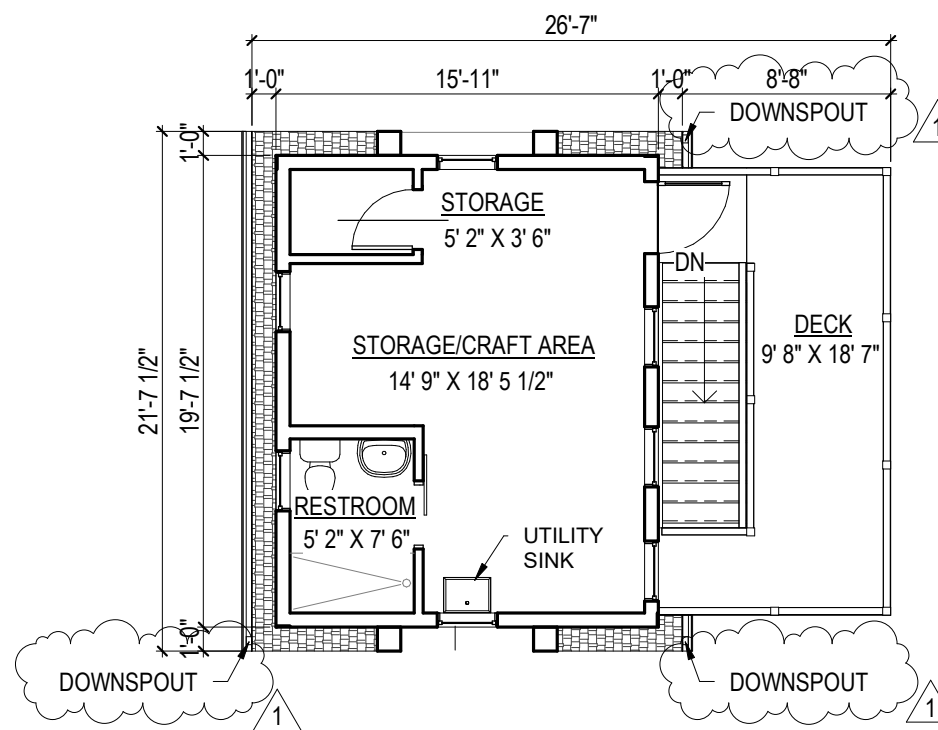 26'-7"
1'-0"
15'-11"
1'-0"
8'-8"
DOWNSPOUT
1
1'-0"
STORAGE
5' 2" X 3' 6"
DN
DECK
9' 8" X 18' 7"
STORAGE/CRAFT AREA
14' 9" X 18' 5 1/2"
21'-7 1/2"
19'-7 1/2"
RESTROOM
5' 2" X 7' 6"
UTILITY
SINK
1'-0"
DOWNSPOUT
1
DOWNSPOUT
1